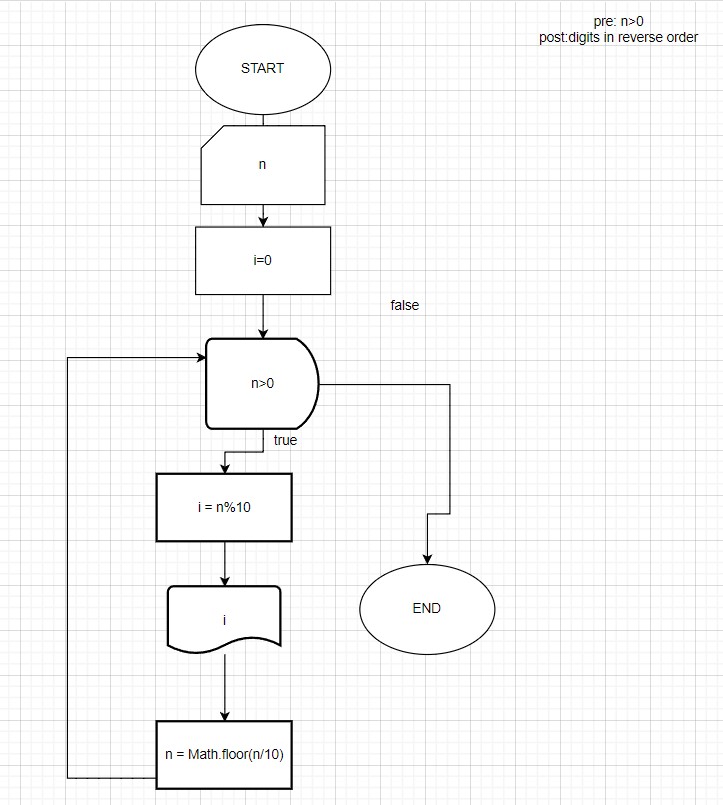 pre: n>0
post:digits in reverse order
START
n
i=0
false
n>0
true
i = n%10
i
END
n = Math.floor(n/10)